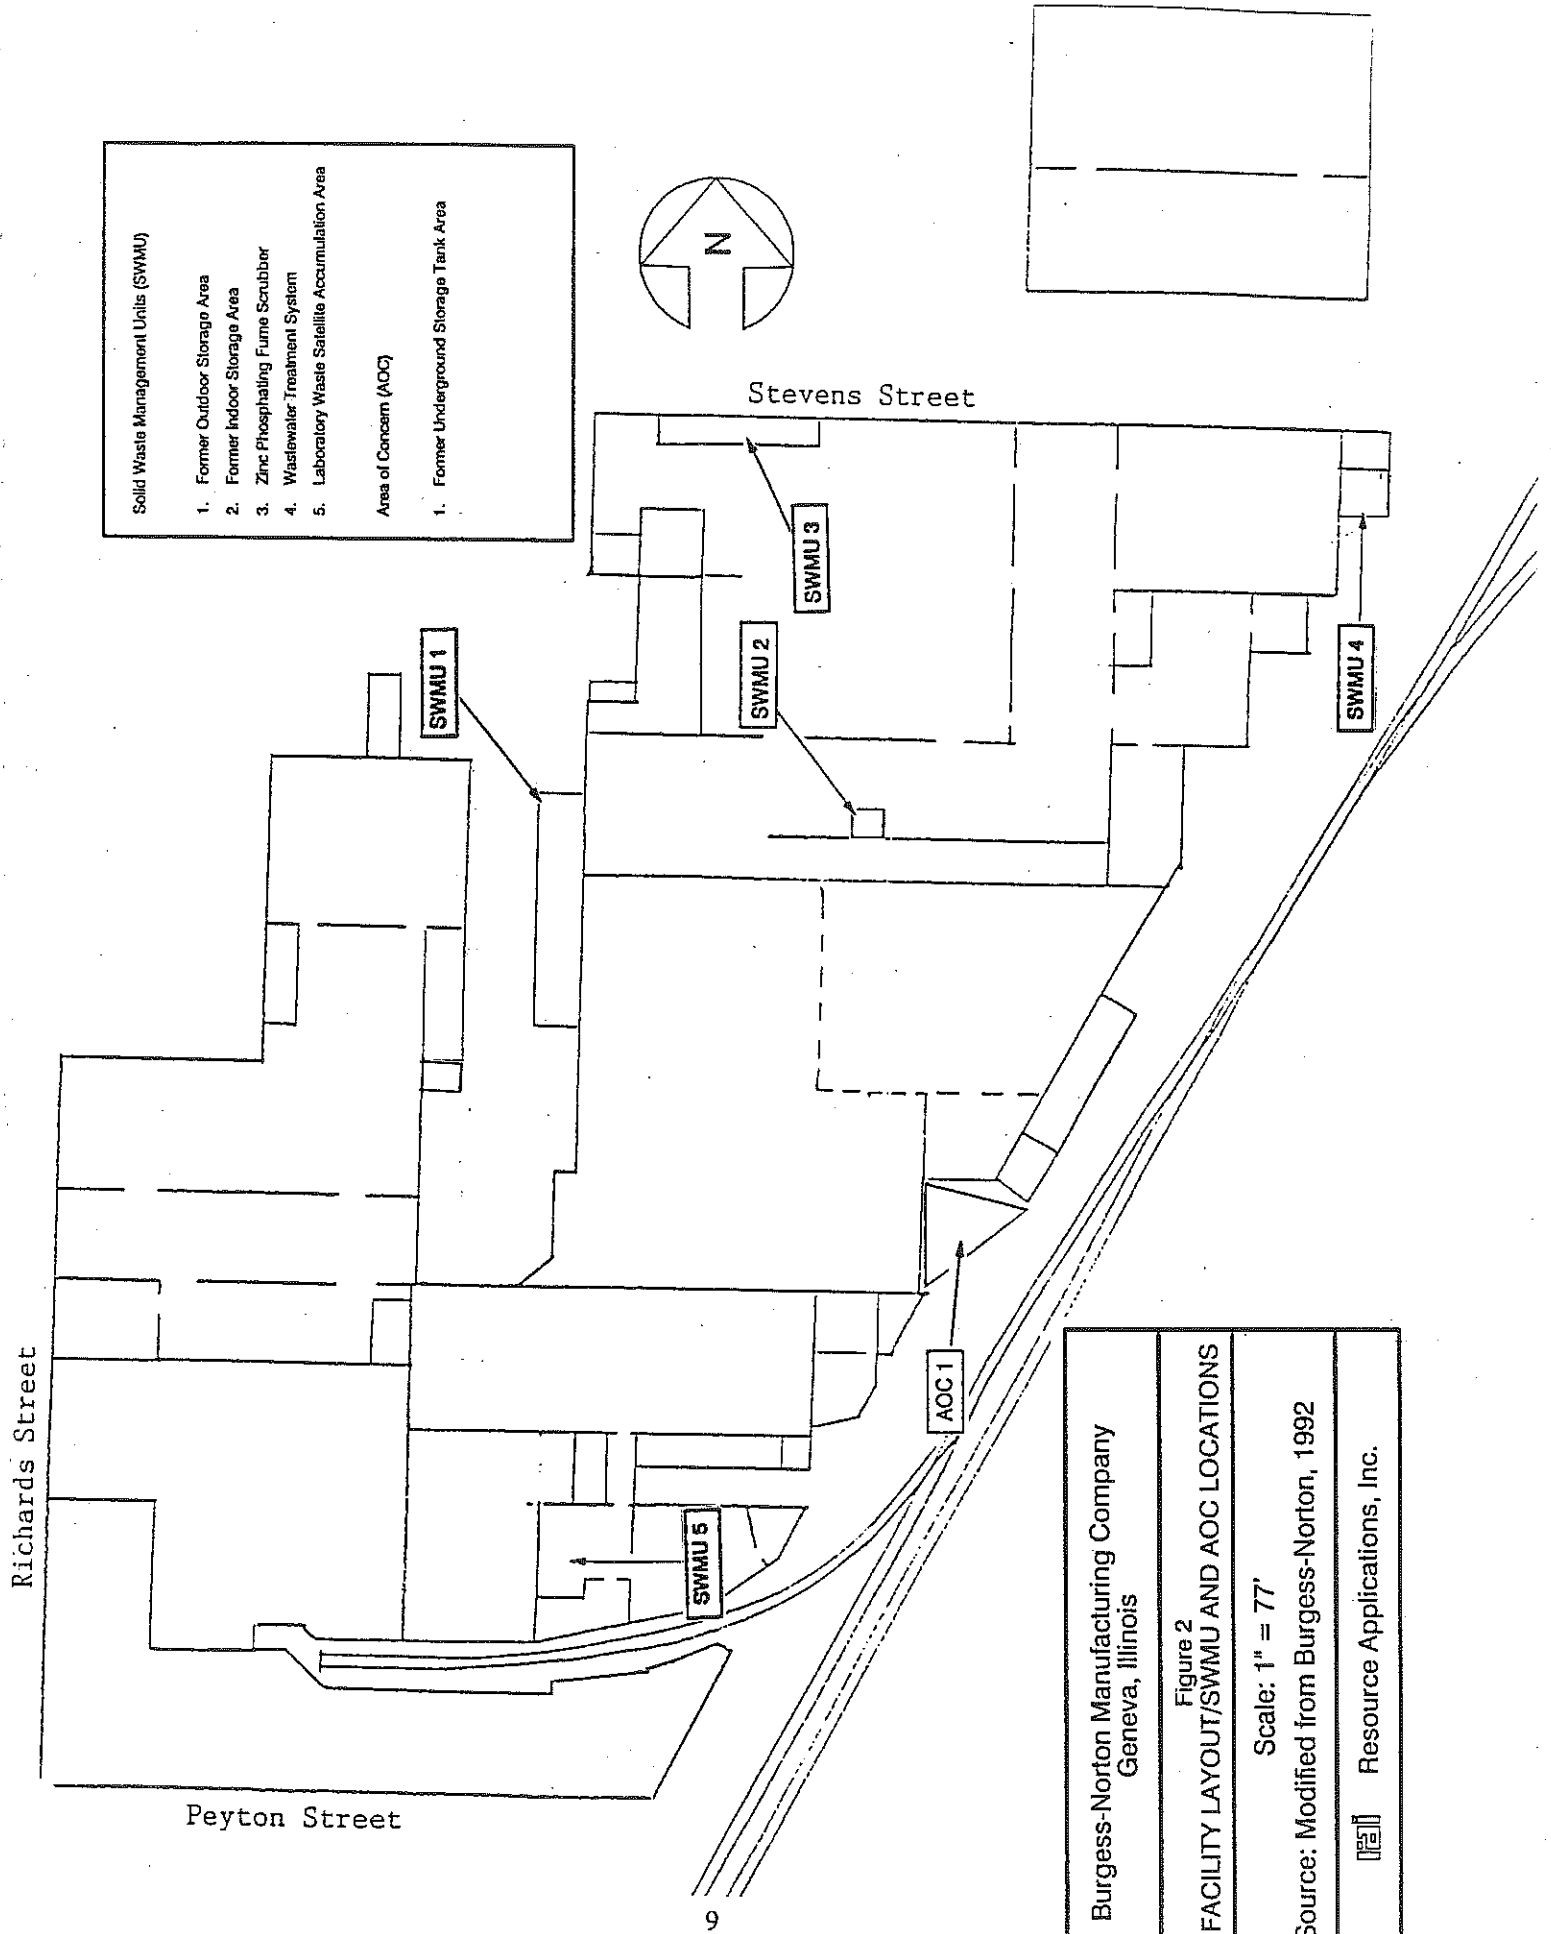 Solid Waste Management Units (SWMU)
1. Former Outdoor Storage Area
2. Former Indoor Storage Area
3. Zinc Phosphating Fume Scrubber
4. Wastewater Treatment System
5. Laboratory Waste Satellite Accumulation Area
Area of Concern (AOC)
1. Former Underground Storage Tank Area
N
Stevens Street
SWMU 1
SWMU 2
SWMU 3
SWMU 4
SWMU 5
AOC 1
Richards Street
Peyton Street
9
Burgess-Norton Manufacturing Company
Geneva, Illinois
Figure 2
FACILITY LAYOUT/SWMU AND AOC LOCATIONS
Scale: 1" = 77'
Source: Modified from Burgess-Norton, 1992
Resource Applications, Inc.